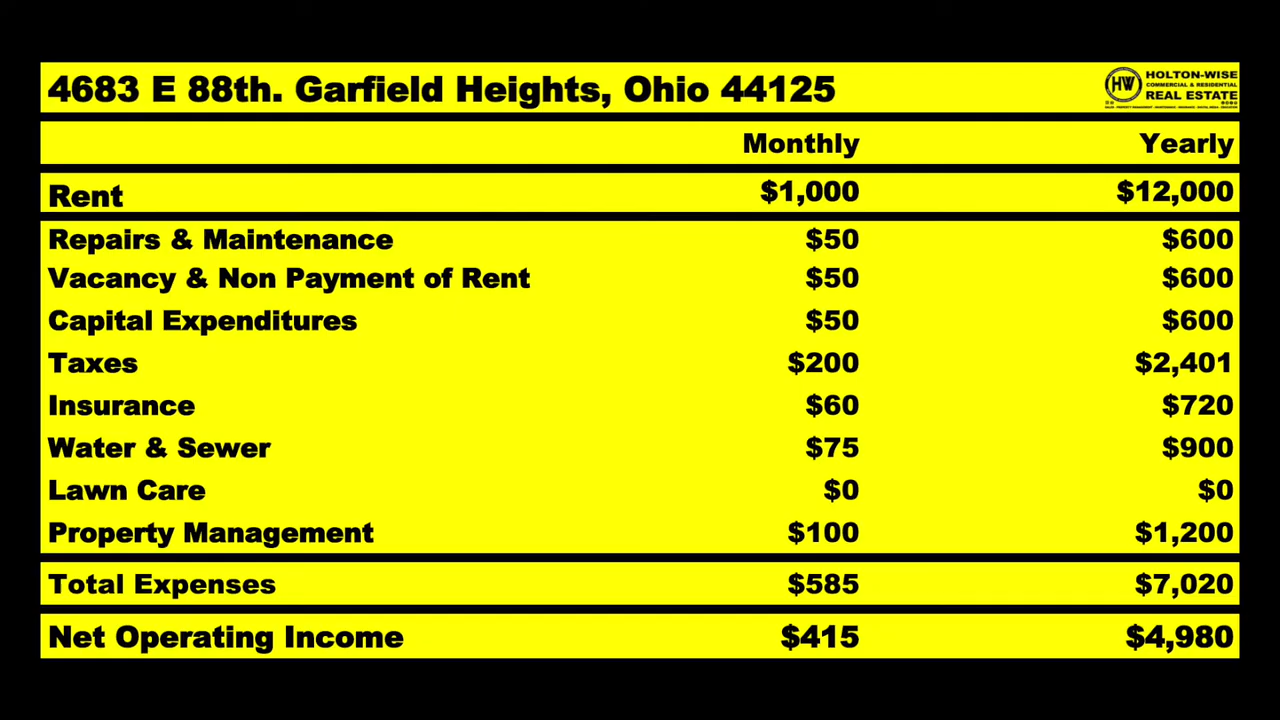 4683 E 88th. Garfield Heights, Ohio 44125
HW
HOLTON-WISE
COMMERCIAL & RESIDENTIAL
REAL ESTATE
Monthly Yearly
Rent $1,000 $12,000
Repairs & Maintenance $50 $600
Vacancy & Non Payment of Rent $50 $600
Capital Expenditures $50 $600
Taxes $200 $2,401
Insurance $60 $720
Water & Sewer $75 $900
Lawn Care $0 $0
Property Management $100 $1,200
Total Expenses $585 $7,020
Net Operating Income $415 $4,980